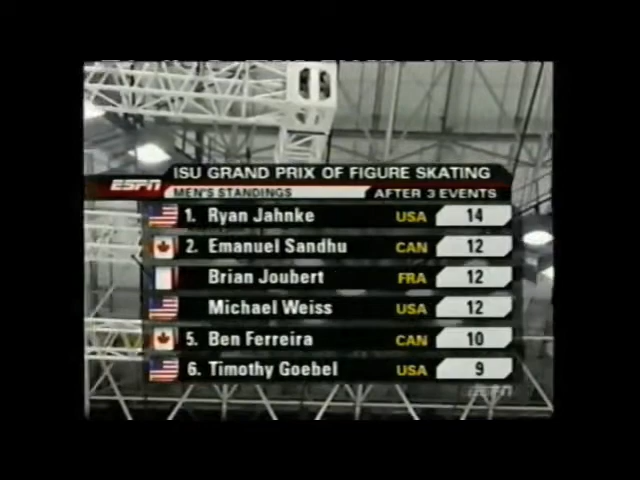 ISU GRAND PRIX OF FIGURE SKATING
ESPN MEN'S STANDINGS AFTER 3 EVENTS
1. Ryan Jahnke USA 14
2. Emanuel Sandhu CAN 12
Brian Joubert FRA 12
Michael Weiss USA 12
5. Ben Ferreira CAN 10
6. Timothy Goebel USA 9
ESPN